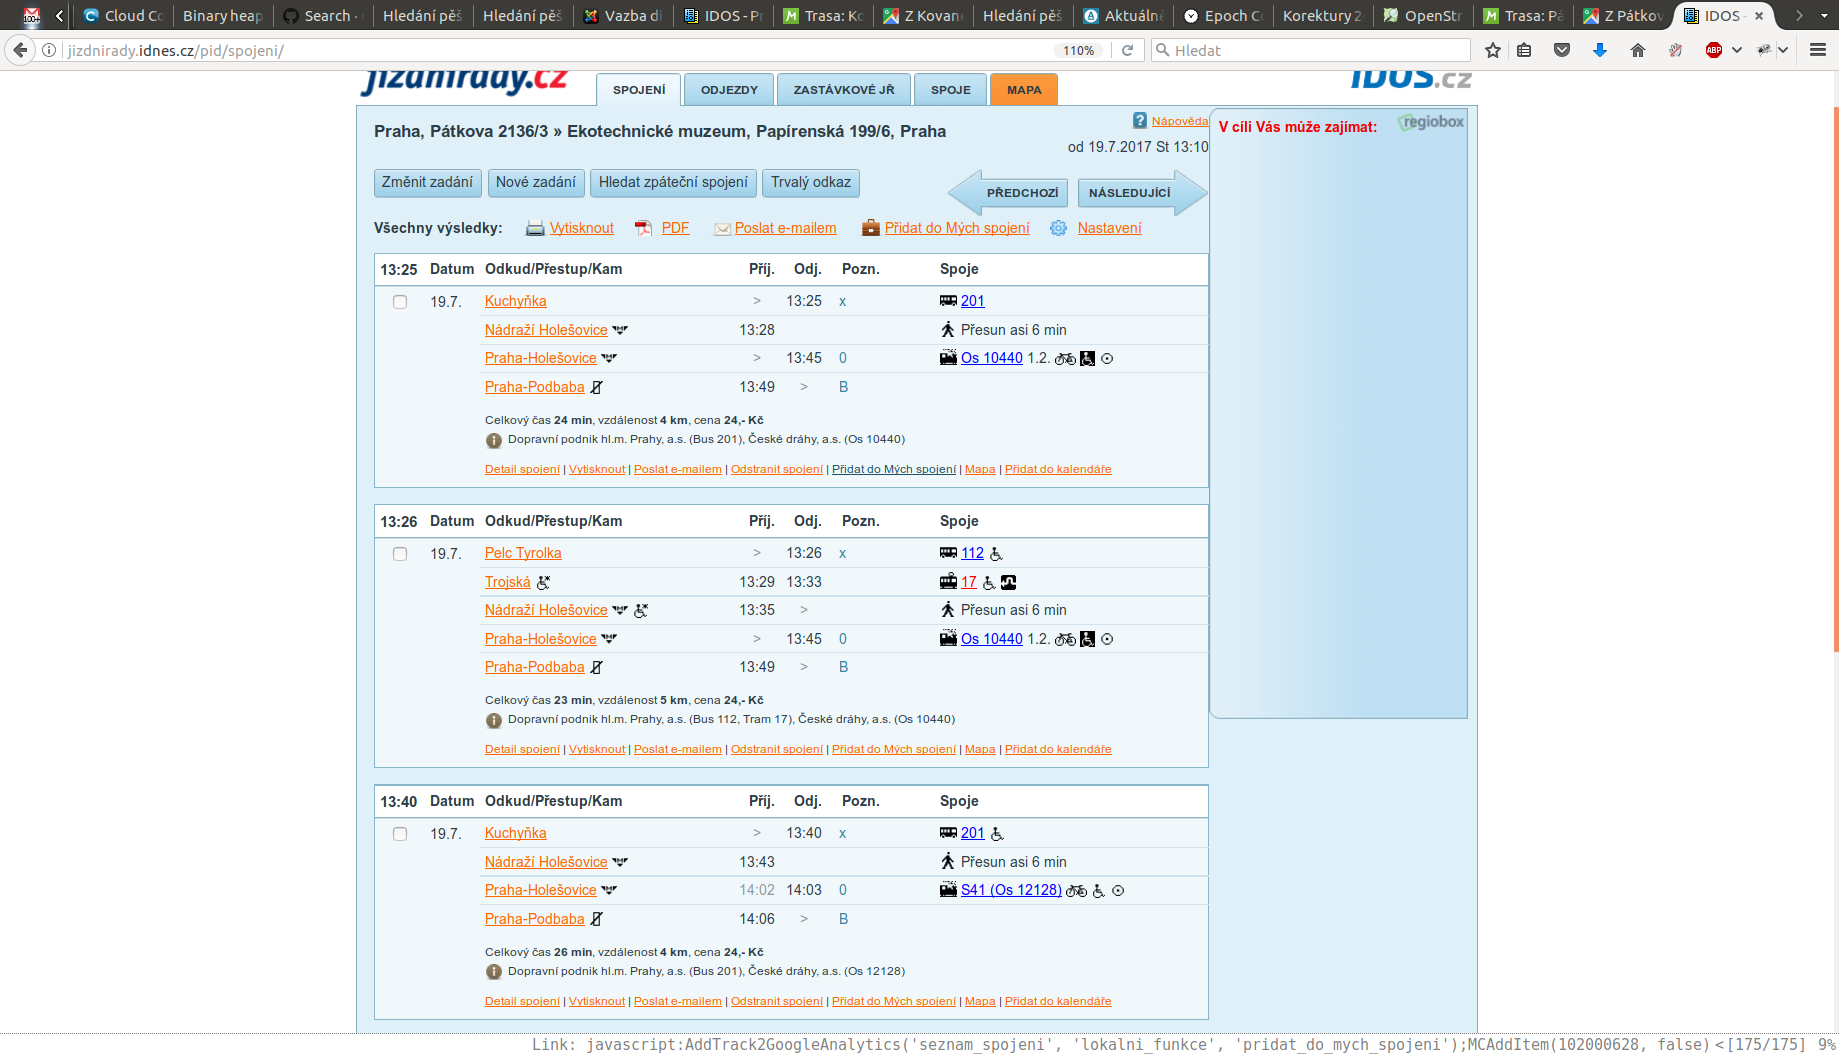 Cloud Co
Binary heap
Search -
Hledání pěš
Hledání pěš
Vazba di
IDOS - Pr
Trasa: Ko
Z Kovane
Hledání pěš
Aktuálně
Epoch Co
Korektury 2
OpenStr
Trasa: Pá
Z Pátkov
IDOS -
jizdnirady.idnes.cz/pid/spojeni/
110%
Hledat
ABP
jizdnirady.cz
SPOJENÍ
ODJEZDY
ZASTÁVKOVÉ JŘ
SPOJE
MAPA
IDOS.cz
Praha, Pátkova 2136/3 » Ekotechnické muzeum, Papírenská 199/6, Praha
Nápověda
od 19.7.2017 St 13:10
V cíli Vás může zajímat:
regiobox
Změnit zadání
Nové zadání
Hledat zpáteční spojení
Trvalý odkaz
PŘEDCHOZÍ
NÁSLEDUJÍCÍ
Všechny výsledky: Vytisknout PDF Poslat e-mailem Přidat do Mých spojení Nastavení
13:25 Datum Odkud/Přestup/Kam Příj. Odj. Pozn. Spoje
19.7. Kuchyňka > 13:25 x 201
Nádraží Holešovice 13:28 Přesun asi 6 min
Praha-Holešovice > 13:45 0 Os 10440 1.2.
Praha-Podbaba 13:49 > B
Celkový čas 24 min, vzdálenost 4 km, cena 24,- Kč
Dopravní podnik hl.m. Prahy, a.s. (Bus 201), České dráhy, a.s. (Os 10440)
Detail spojení | Vytisknout | Poslat e-mailem | Odstranit spojení | Přidat do Mých spojení | Mapa | Přidat do kalendáře
13:26 Datum Odkud/Přestup/Kam Příj. Odj. Pozn. Spoje
19.7. Pelc Tyrolka > 13:26 x 112
Trojská 13:29 13:33 17
Nádraží Holešovice 13:35 > Přesun asi 6 min
Praha-Holešovice > 13:45 0 Os 10440 1.2.
Praha-Podbaba 13:49 > B
Celkový čas 23 min, vzdálenost 5 km, cena 24,- Kč
Dopravní podnik hl.m. Prahy, a.s. (Bus 112, Tram 17), České dráhy, a.s. (Os 10440)
Detail spojení | Vytisknout | Poslat e-mailem | Odstranit spojení | Přidat do Mých spojení | Mapa | Přidat do kalendáře
13:40 Datum Odkud/Přestup/Kam Příj. Odj. Pozn. Spoje
19.7. Kuchyňka > 13:40 x 201
Nádraží Holešovice 13:43 Přesun asi 6 min
Praha-Holešovice 14:02 14:03 0 S41 (Os 12128)
Praha-Podbaba 14:06 > B
Celkový čas 26 min, vzdálenost 4 km, cena 24,- Kč
Dopravní podnik hl.m. Prahy, a.s. (Bus 201), České dráhy, a.s. (Os 12128)
Detail spojení | Vytisknout | Poslat e-mailem | Odstranit spojení | Přidat do Mých spojení | Mapa | Přidat do kalendáře
Link: javascript:AddTrack2GoogleAnalytics('seznam_spojeni', 'lokalni_funkce', 'pridat_do_mych_spojeni');MCAddItem(102000628, false) <[175/175] 9%